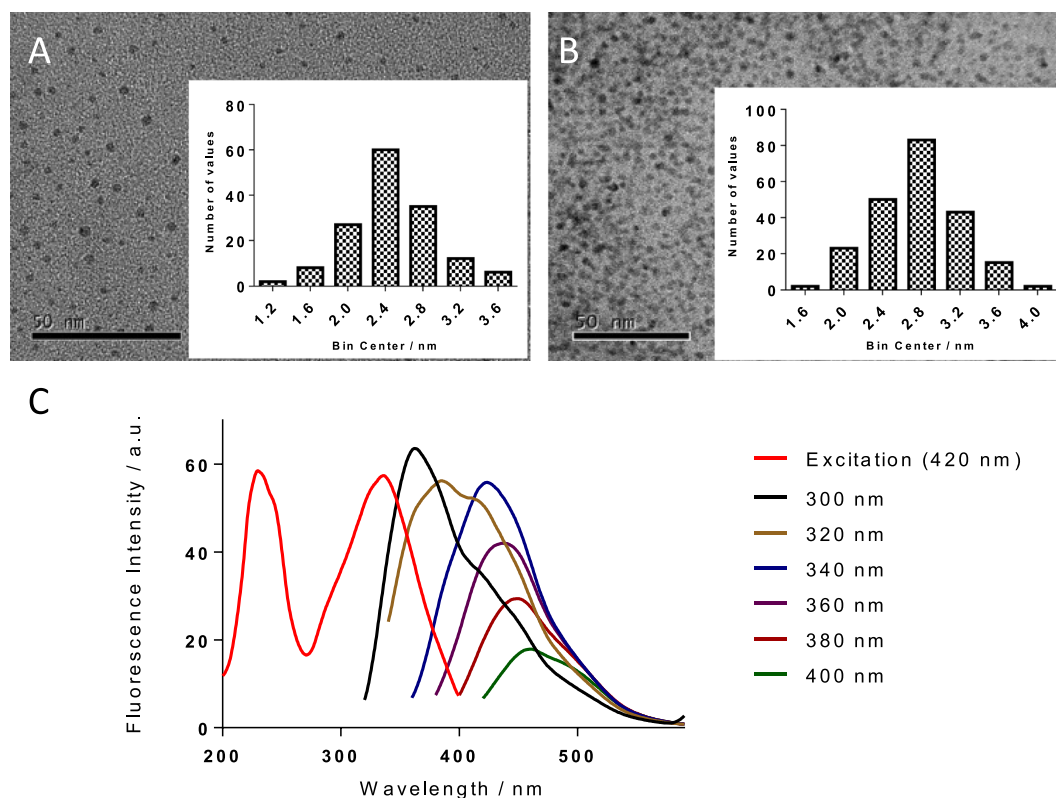 A
80
60
40
20
0
Number of values
1.2 1.6 2.0 2.4 2.8 3.2 3.6
Bin Center / nm
50 nm
B
100
80
60
40
20
0
Number of values
1.6 2.0 2.4 2.8 3.2 3.6 4.0
Bin Center / nm
50 nm
C
Fluorescence Intensity / a.u.
60
40
20
0
200 300 400 500
Wavelength / nm
Excitation (420 nm)
300 nm
320 nm
340 nm
360 nm
380 nm
400 nm